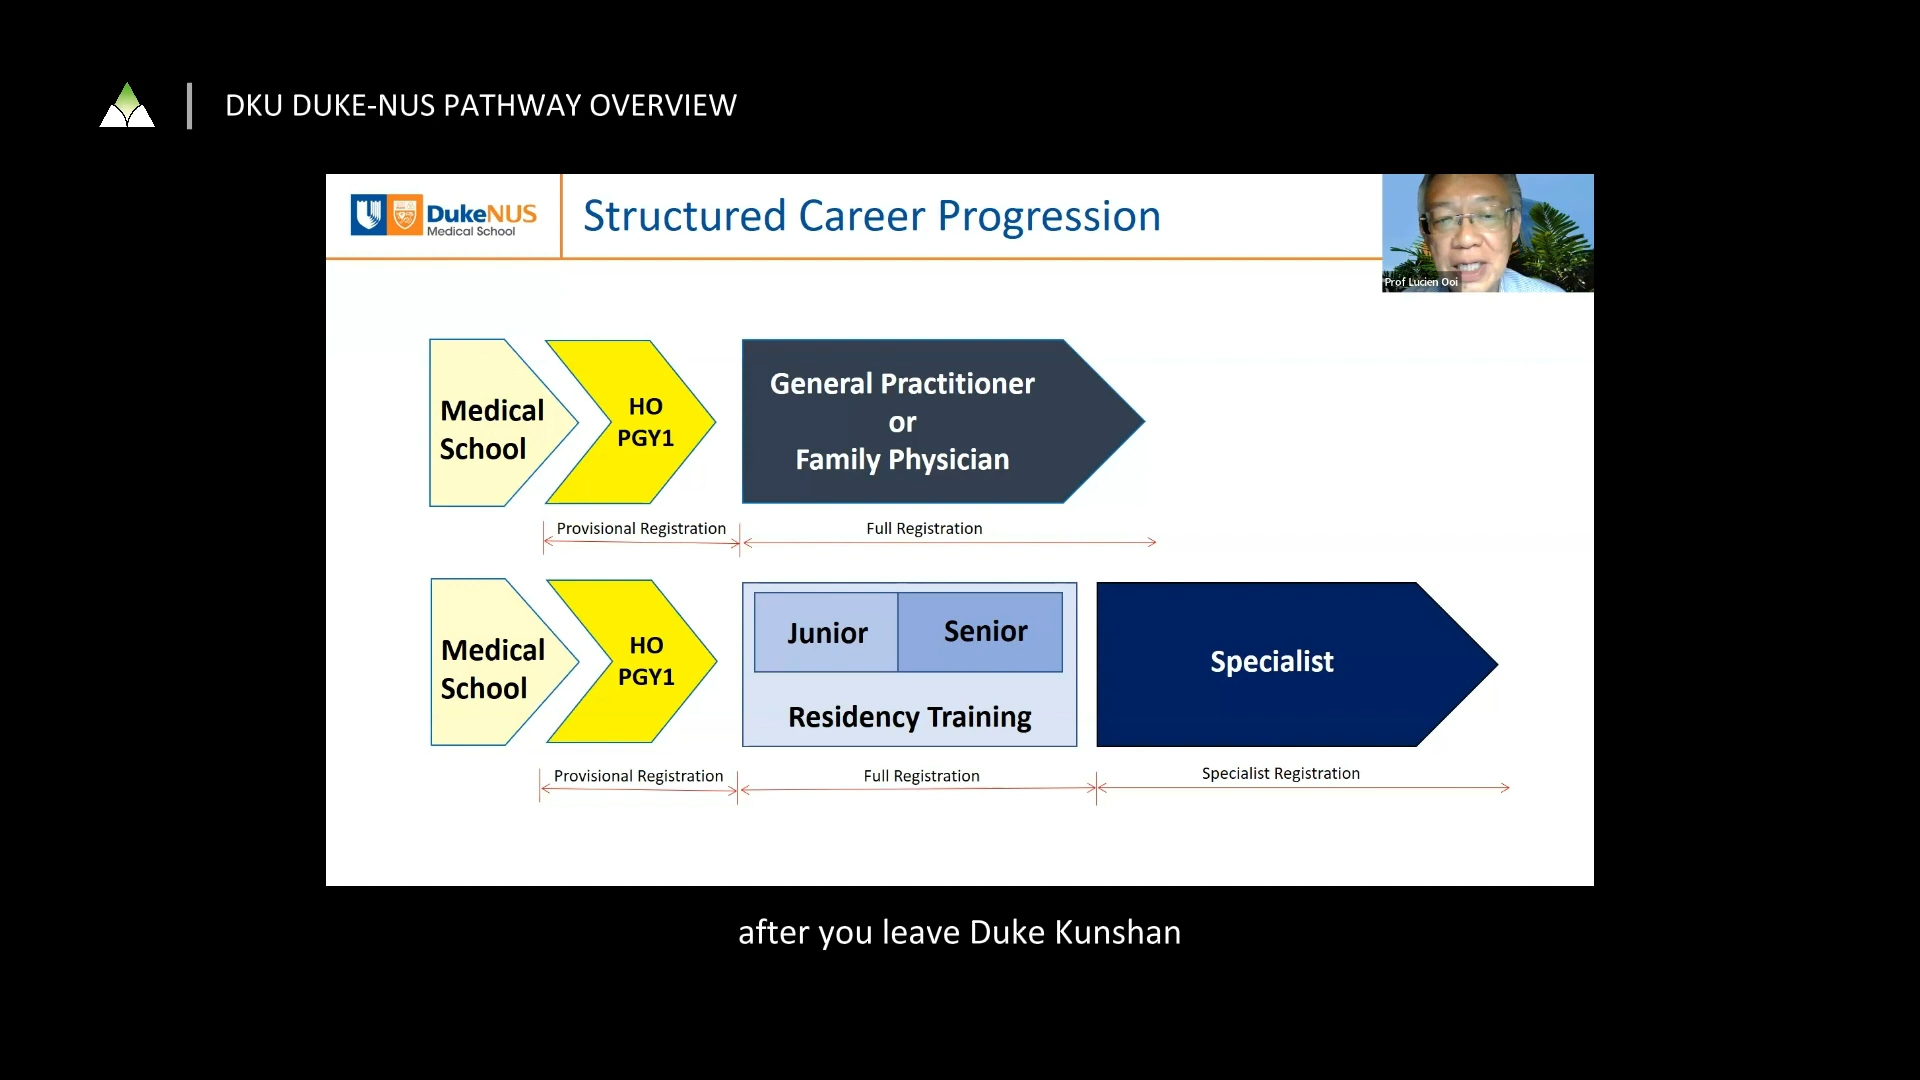 DKU DUKE-NUS PATHWAY OVERVIEW
DukeNUS
Medical School
Structured Career Progression
Prof Lucien Ooi
Medical
School
HO
PGY1
General Practitioner
or
Family Physician
Provisional Registration
Full Registration
Medical
School
HO
PGY1
Junior
Senior
Residency Training
Specialist
Provisional Registration
Full Registration
Specialist Registration
after you leave Duke Kunshan